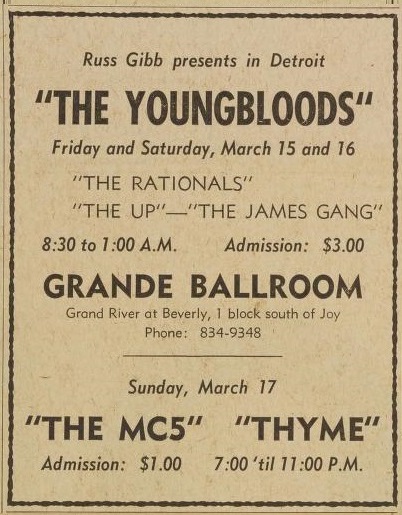 Russ Gibb presents in Detroit
"THE YOUNGBLOODS"
Friday and Saturday, March 15 and 16
"THE RATIONALS"
"THE UP"—"THE JAMES GANG"
8:30 to 1:00 A.M. Admission: $3.00
GRANDE BALLROOM
Grand River at Beverly, 1 block south of Joy
Phone: 834-9348
Sunday, March 17
"THE MC5" "THYME"
Admission: $1.00 7:00 'til 11:00 P.M.